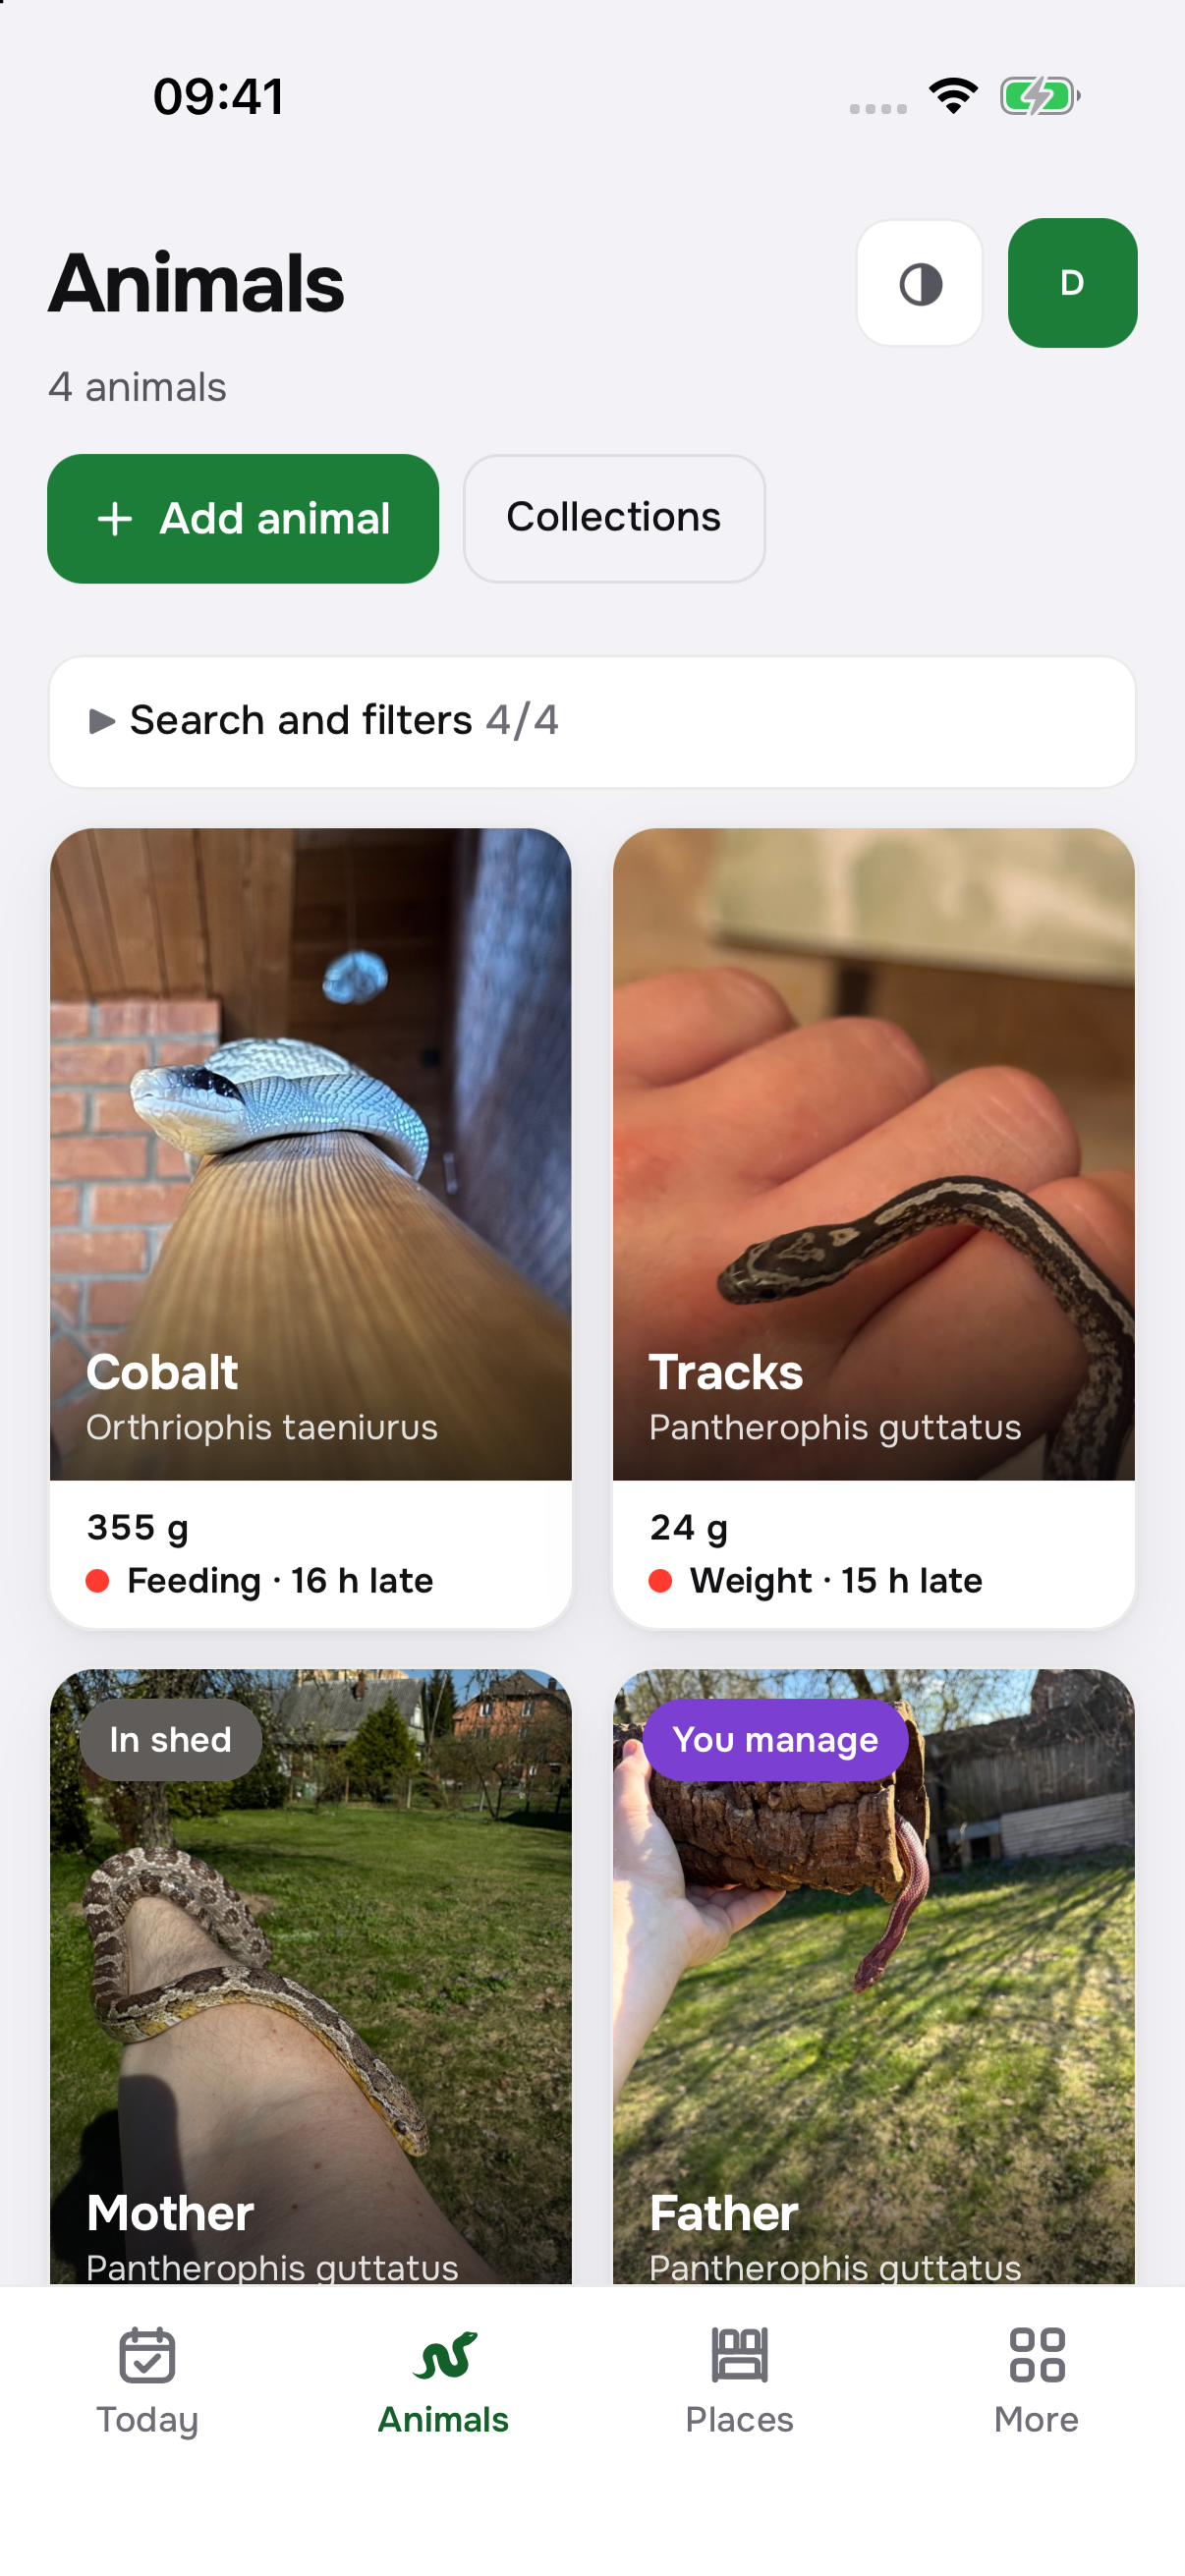 09:41
Animals
D
4 animals
+ Add animal
Collections
▶ Search and filters 4/4
Cobalt
Orthriophis taeniurus
355 g
Feeding · 16 h late
Tracks
Pantherophis guttatus
24 g
Weight · 15 h late
In shed
Mother
Pantherophis guttatus
You manage
Father
Pantherophis guttatus
Today
Animals
Places
More